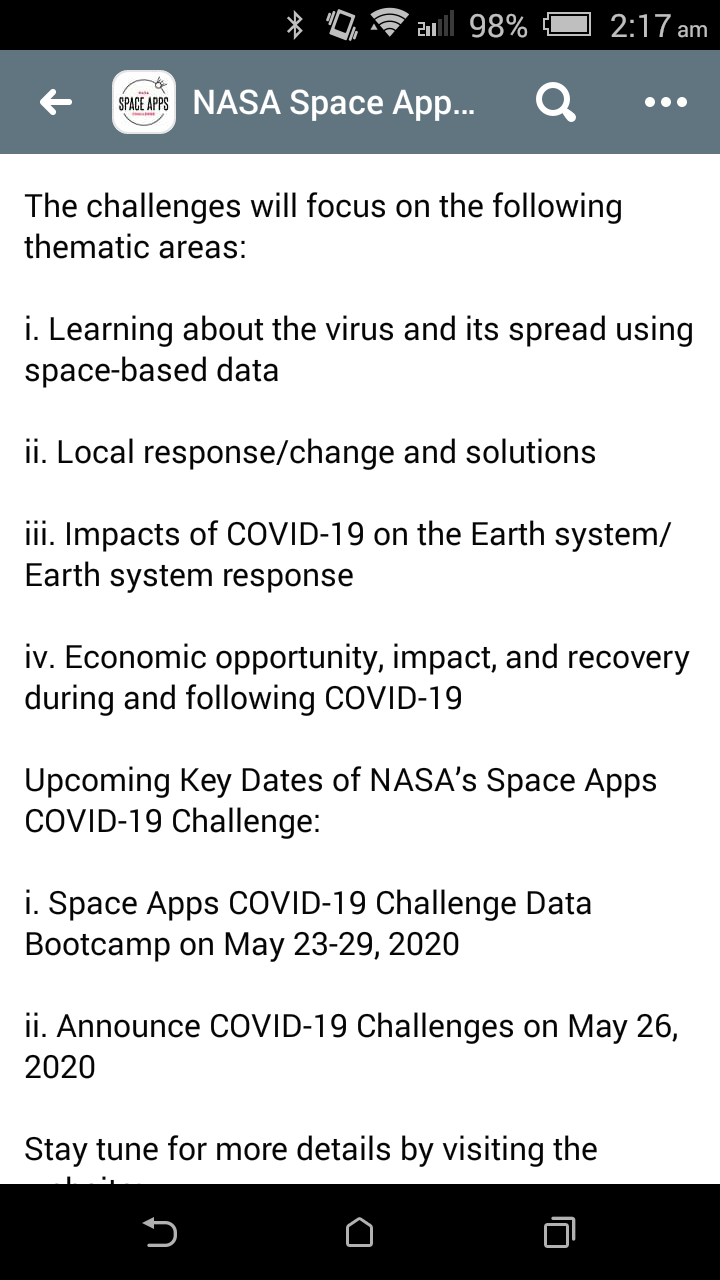 98% 2:17 am
NASA SPACE APPS CHALLENGE NASA Space App...
The challenges will focus on the following
thematic areas:
i. Learning about the virus and its spread using
space-based data
ii. Local response/change and solutions
iii. Impacts of COVID-19 on the Earth system/
Earth system response
iv. Economic opportunity, impact, and recovery
during and following COVID-19
Upcoming Key Dates of NASA’s Space Apps
COVID-19 Challenge:
i. Space Apps COVID-19 Challenge Data
Bootcamp on May 23-29, 2020
ii. Announce COVID-19 Challenges on May 26,
2020
Stay tune for more details by visiting the